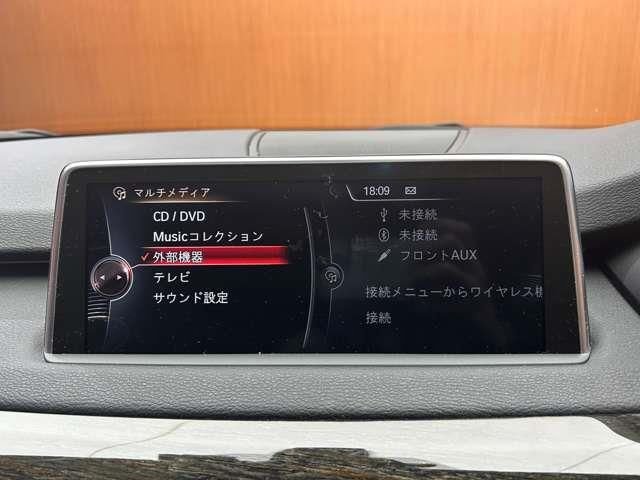 マルチメディア
CD / DVD
Musicコレクション
外部機器
テレビ
サウンド設定
18:09
未接続
未接続
フロントAUX
接続メニューからワイヤレス機
接続